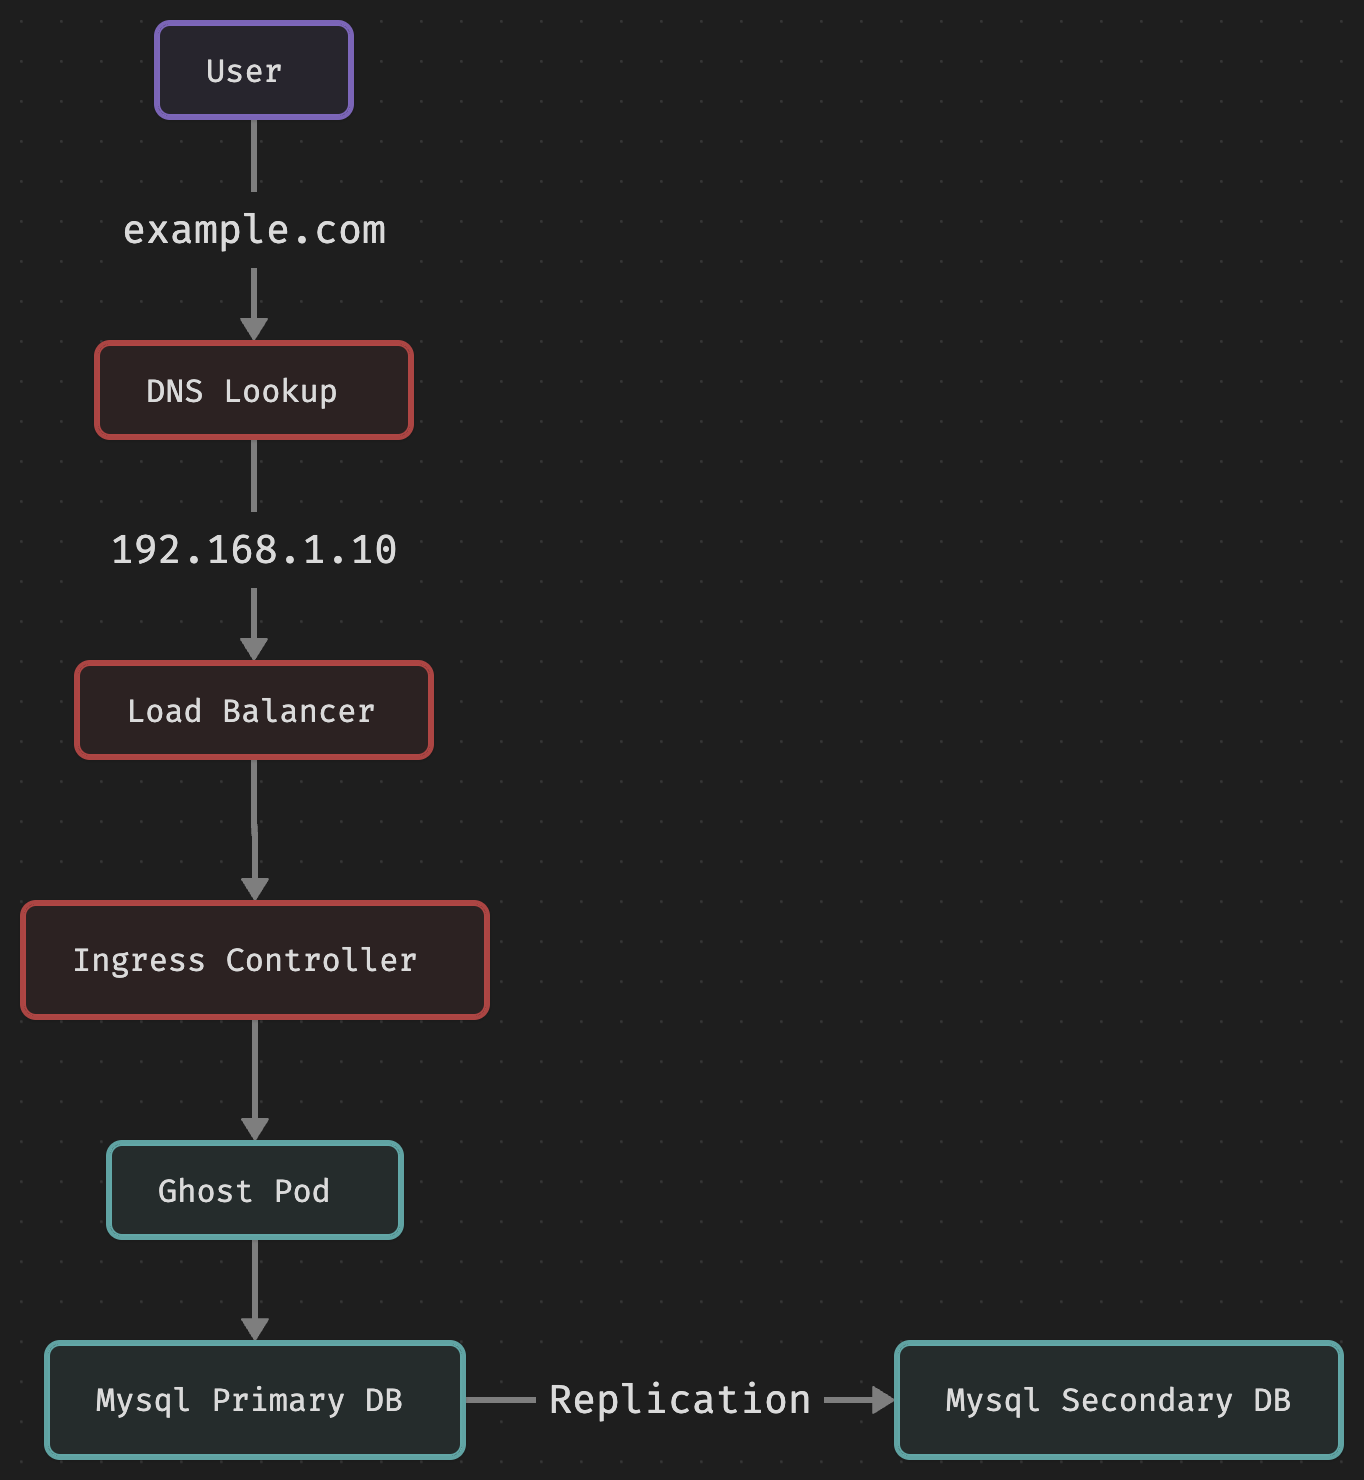 User
example.com
DNS Lookup
192.168.1.10
Load Balancer
Ingress Controller
Ghost Pod
Mysql Primary DB
Replication
Mysql Secondary DB